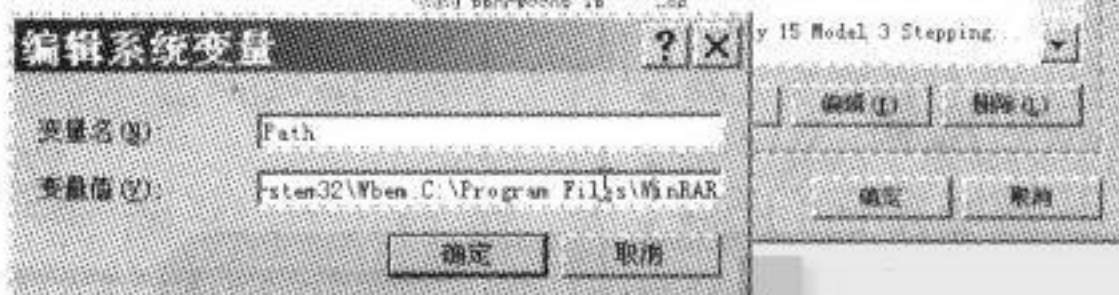 编辑系统变量
y 15 Model 3 Stepping...
编辑(I)
删除(L)
变量名(N):
Path
变量值(V):
rstem32\Wbem C:\Program Files\WinRAR
确定
取消
确定
取消